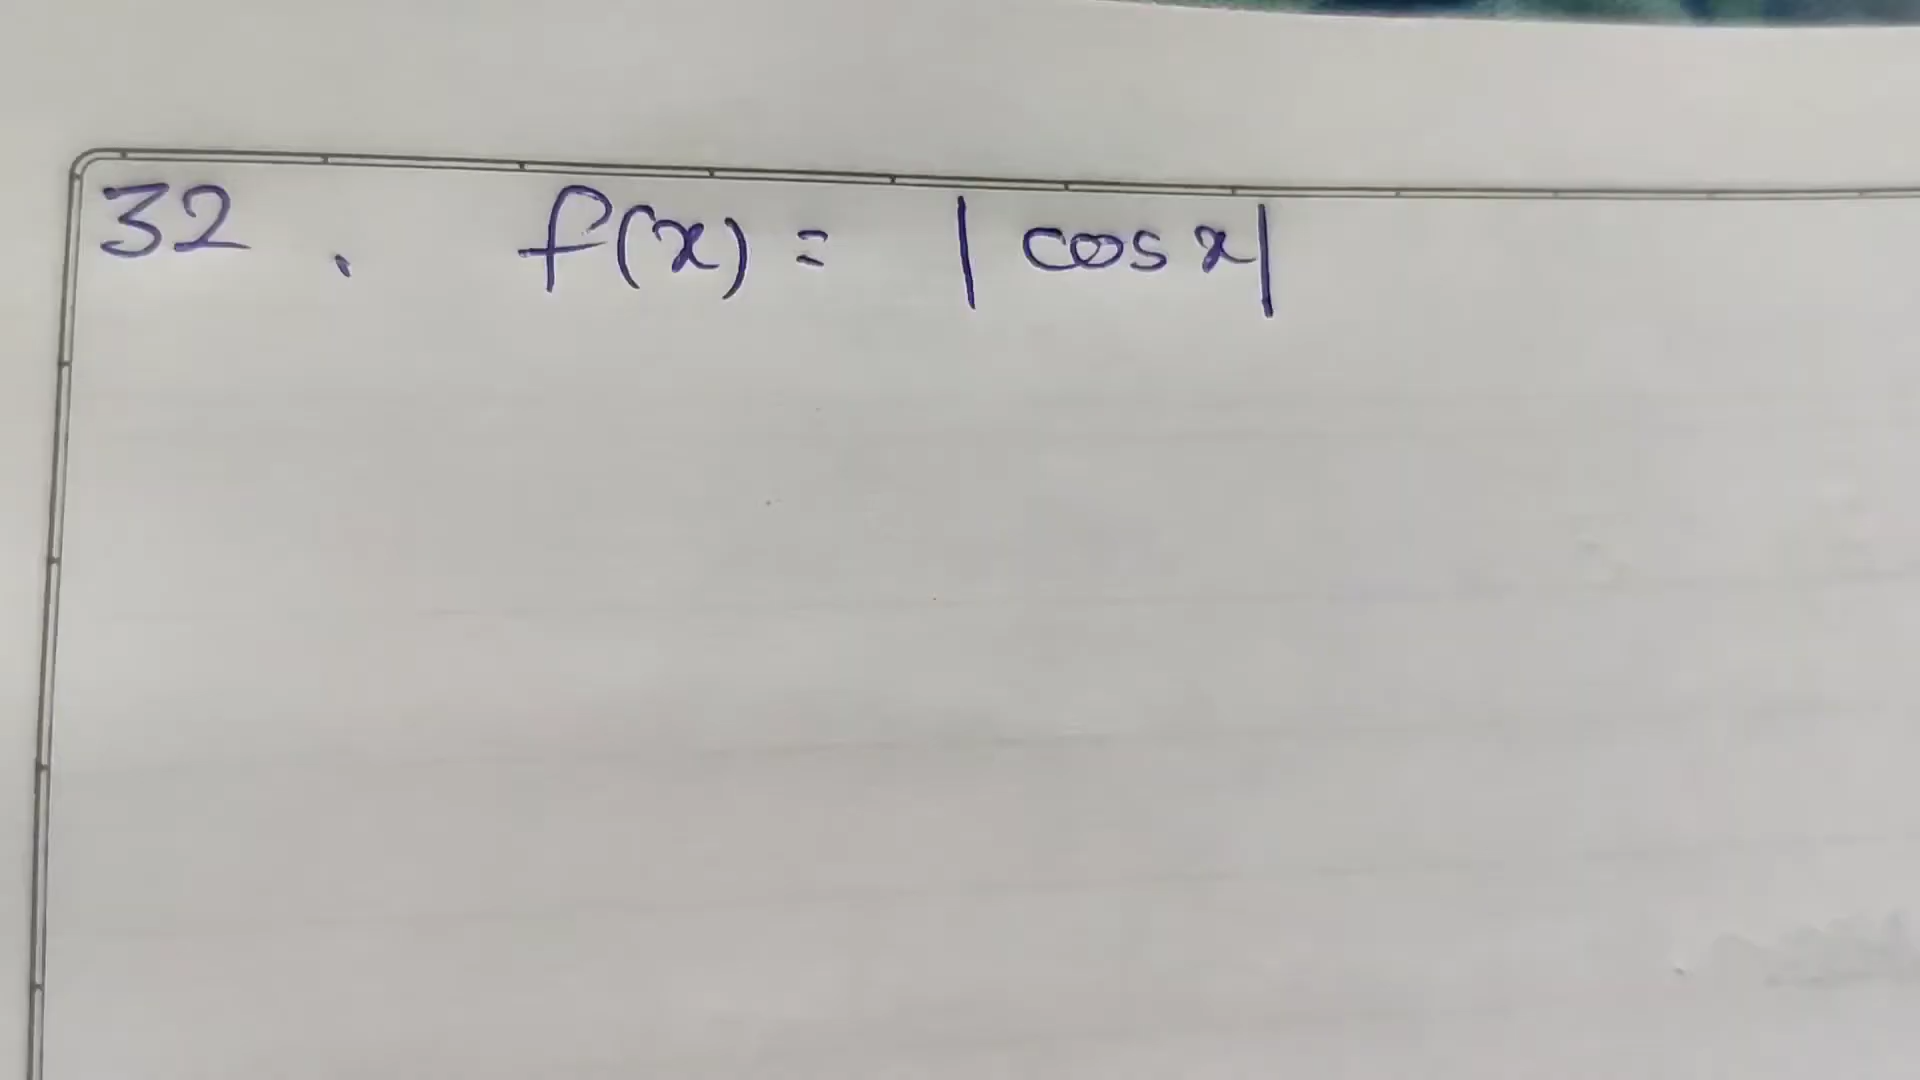 32. f(x) = |cos x|